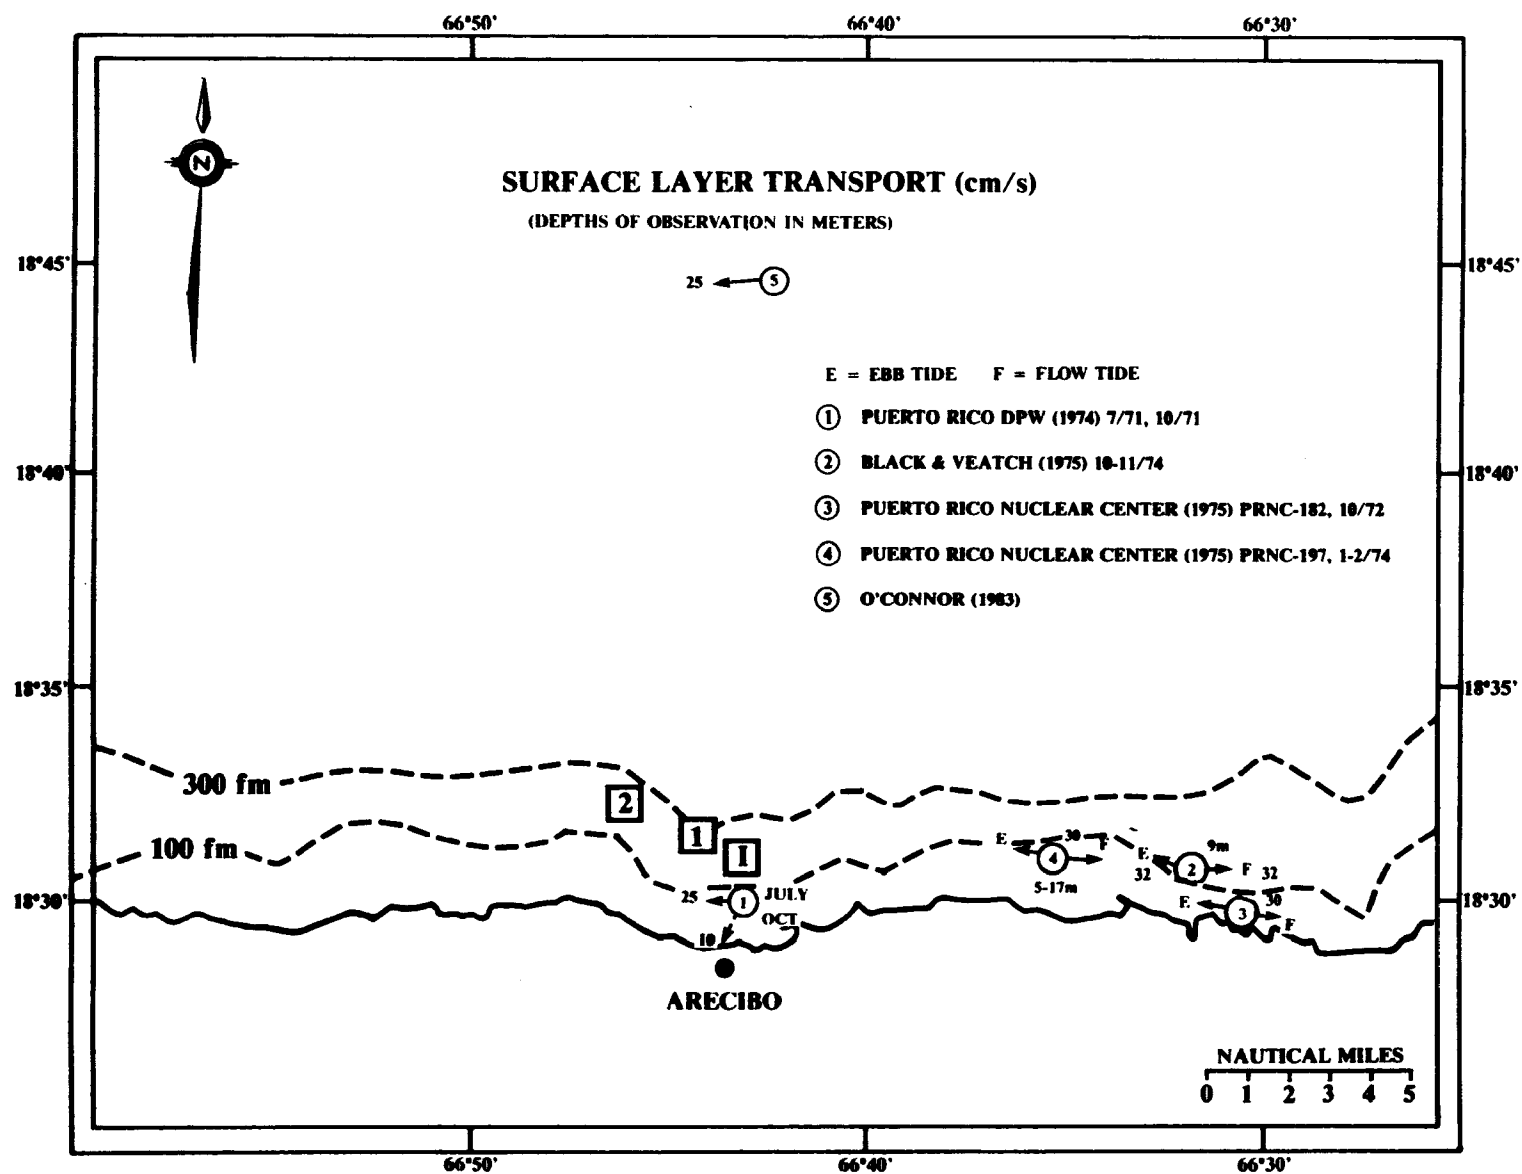 66°50' 66°40' 66°30'
N
SURFACE LAYER TRANSPORT (cm/s)
(DEPTHS OF OBSERVATION IN METERS)
18°45' 18°45'
25 5
E = EBB TIDE F = FLOW TIDE
1 PUERTO RICO DPW (1974) 7/71, 10/71
2 BLACK & VEATCH (1975) 10-11/74
18°40' 18°40'
3 PUERTO RICO NUCLEAR CENTER (1975) PRNC-182, 10/72
4 PUERTO RICO NUCLEAR CENTER (1975) PRNC-197, 1-2/74
5 O'CONNOR (1983)
18°35' 18°35'
300 fm
2
1
30
E 4 F
9m
E 2 F
100 fm
I
32 32
5-17m
25 1 JULY
18°30' 18°30'
E 3 30
OCT
F
10
ARECIBO
NAUTICAL MILES
0 1 2 3 4 5
66°50' 66°40' 66°30'